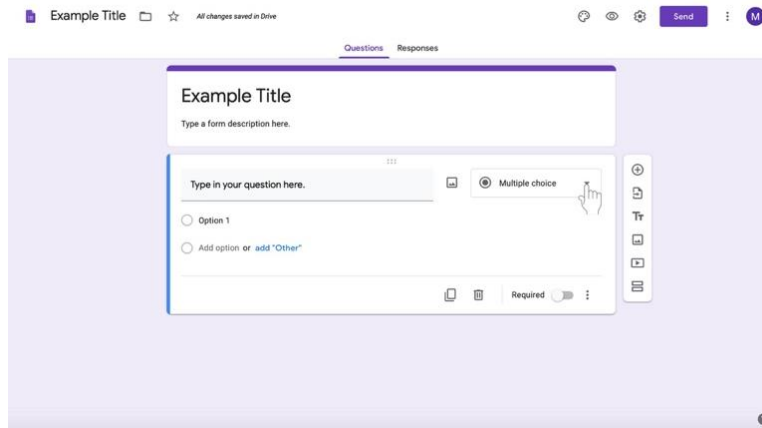 Example Title All changes saved in Drive Send M
Questions Responses
Example Title
Type a form description here.
Type in your question here. Multiple choice
Option 1
Add option or add "Other"
Required
Tт